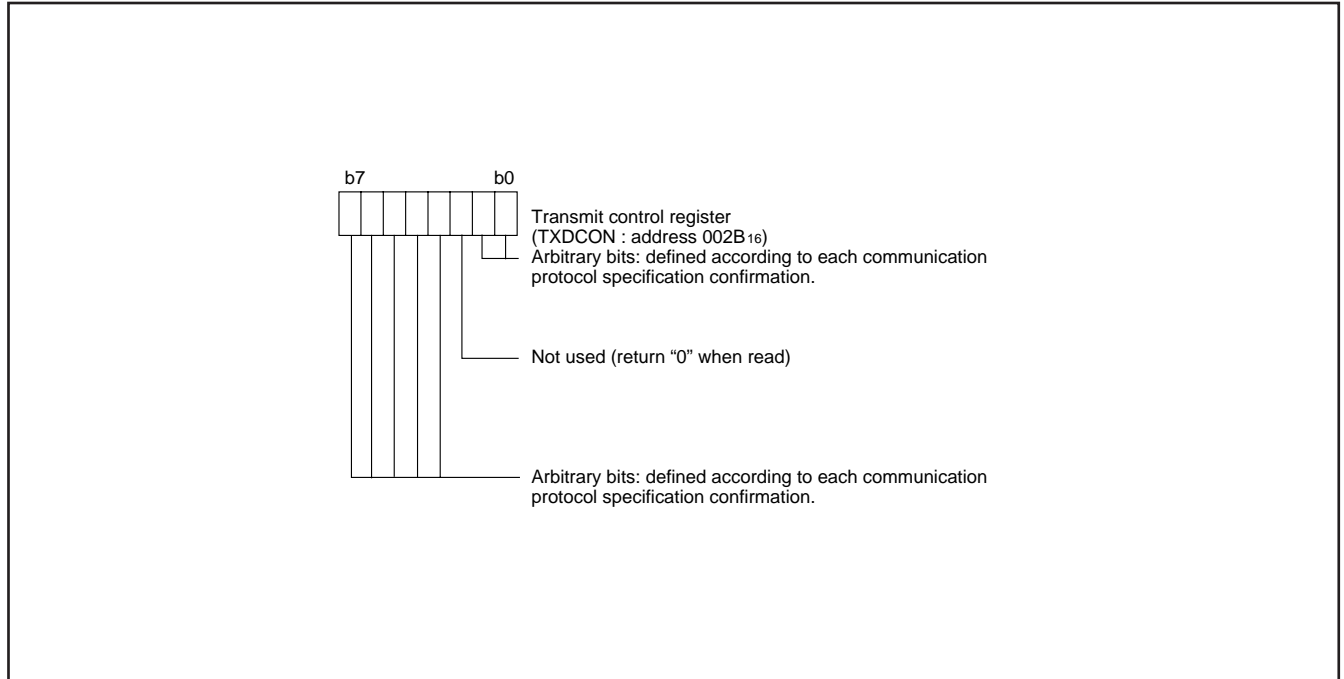 b7 b0
Transmit control register
(TXDCON : address 002B16)
Arbitrary bits: defined according to each communication
protocol specification confirmation.
Not used (return “0” when read)
Arbitrary bits: defined according to each communication
protocol specification confirmation.